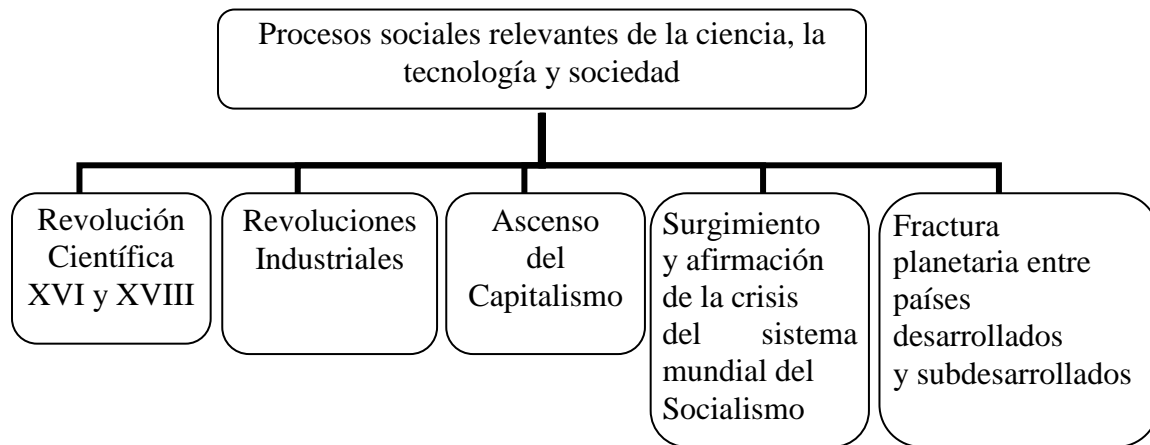 Procesos sociales relevantes de la ciencia, la
tecnología y sociedad
Revolución
Científica
XVI y XVIII
Revoluciones
Industriales
Ascenso
del
Capitalismo
Surgimiento
y afirmación
de la crisis
del sistema
mundial del
Socialismo
Fractura
planetaria entre
países
desarrollados
y subdesarrollados